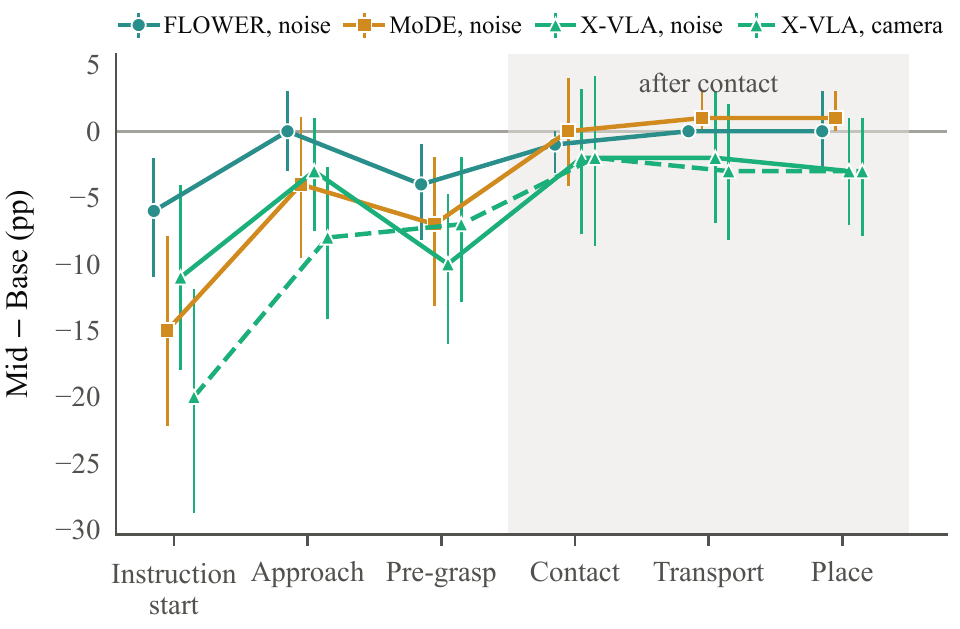 FLOWER, noise MoDE, noise X-VLA, noise X-VLA, camera
after contact
Mid − Base (pp)
5
0
−5
−10
−15
−20
−25
−30
Instruction start Approach Pre-grasp Contact Transport Place